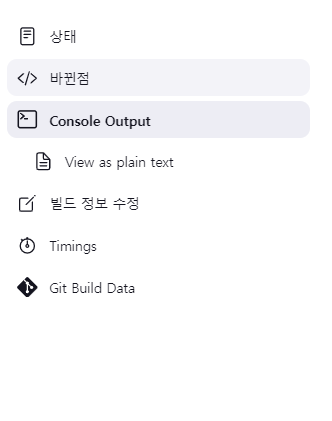 상태
바뀐점
Console Output
View as plain text
빌드 정보 수정
Timings
Git Build Data